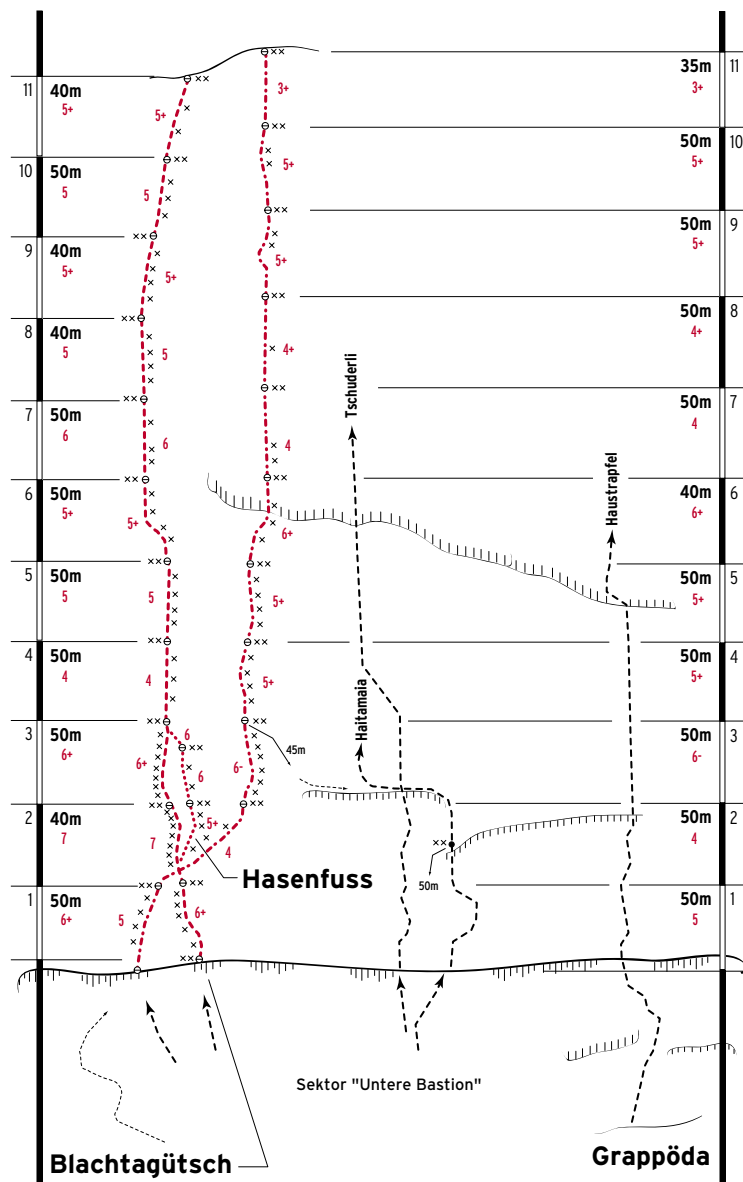 11 40m
5+
10 50m
5
9 40m
5+
8 40m
5
7 50m
6
6 50m
5+
5 50m
5
4 50m
4
3 50m
6+
2 40m
7
1 50m
6+
5+
5
5+
5
6
5+
5
4
6+
6
6
7
5+
5
6+
3+
5+
5+
4+
4
6+
5+
5+
6-
4
45m
50m
Tschuderli
Haitamaia
Haustrapfel
Hasenfuss
35m 11
3+
50m 10
5+
50m 9
5+
50m 8
4+
50m 7
4
40m 6
6+
50m 5
5+
50m 4
5+
50m 3
6-
50m 2
4
50m 1
5
Sektor "Untere Bastion"
Blachtagütsch
Grappöda